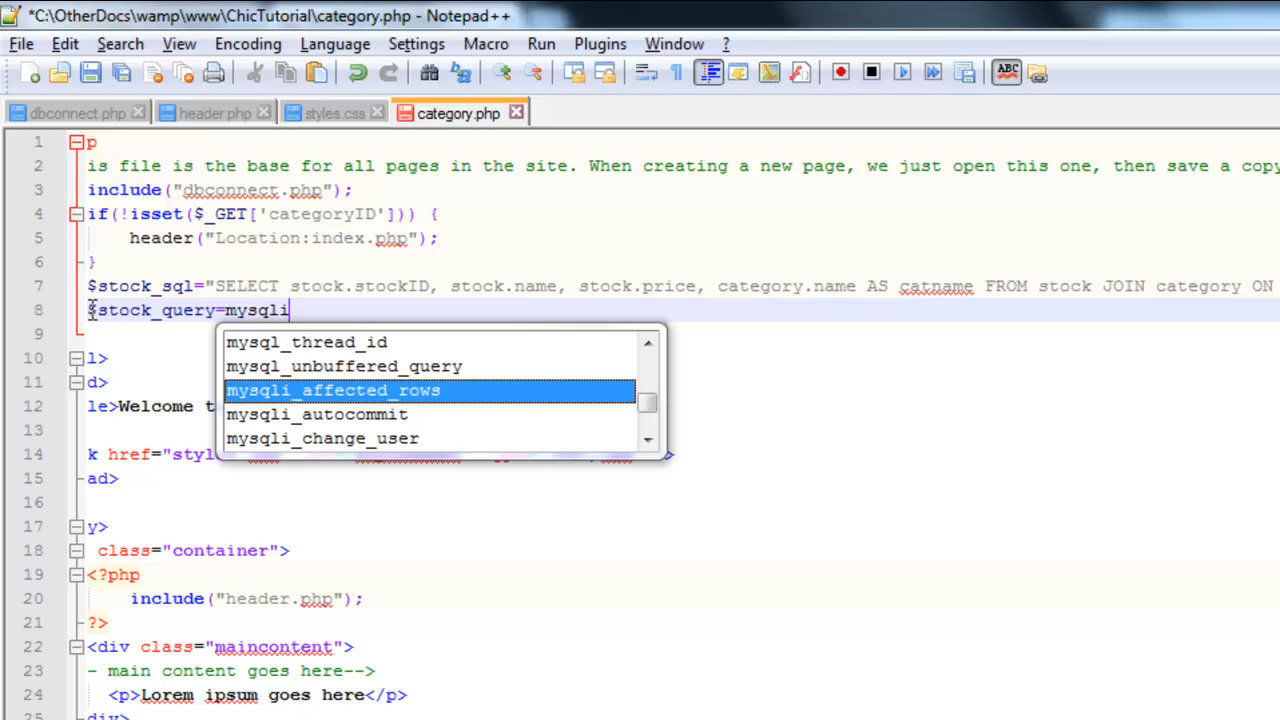 *C:\OtherDocs\wamp\www\ChicTutorial\category.php - Notepad++
File Edit Search View Encoding Language Settings Macro Run Plugins Window ?
ABC
dbconnect.php header.php styles.css category.php
1 p
2 is file is the base for all pages in the site. When creating a new page, we just open this one, then save a copy
3 include("dbconnect.php");
4 if(!isset($_GET['categoryID'])) {
5 header("Location:index.php");
6 }
7 $stock_sql="SELECT stock.stockID, stock.name, stock.price, category.name AS catname FROM stock JOIN category ON
8 $stock_query=mysqli
9
mysql_thread_id
mysql_unbuffered_query
mysqli_affected_rows
mysqli_autocommit
mysqli_change_user
10 l>
11 d>
12 le>Welcome t
13
14 k href="style >
15 ad>
16
17 y>
18 class="container">
19 <?php
20 include("header.php");
21 ?>
22 <div class="maincontent">
23 - main content goes here-->
24 <p>Lorem ipsum goes here</p>
25 div>